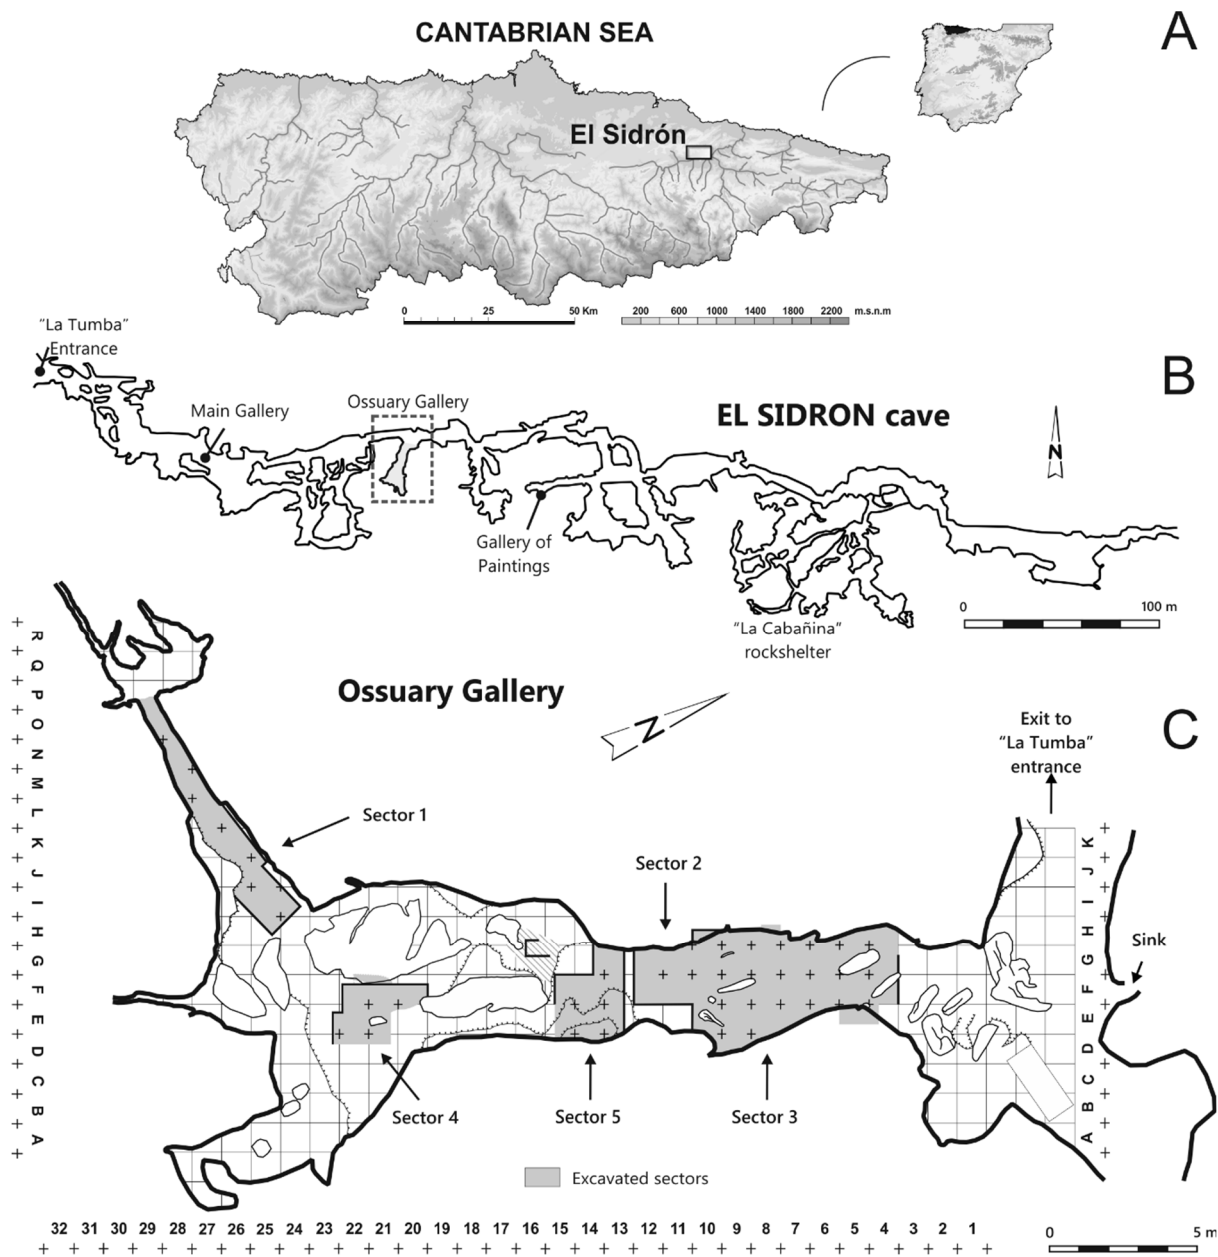 CANTABRIAN SEA
A
El Sidrón
0 25 50 Km
200 600 1000 1400 1800 2200 m.s.n.m
"La Tumba"
Entrance
B
Main Gallery
Ossuary Gallery
EL SIDRON cave
N
Gallery of
Paintings
"La Cabañina"
rockshelter
0 100 m
Ossuary Gallery
N
C
Exit to
"La Tumba"
entrance
R
Q
P
O
N
M
L
K
J
I
H
G
F
E
D
C
B
A
Sector 1
Sector 2
K
J
I
H
G
F
E
D
C
B
A
Sink
Sector 4
Sector 5
Sector 3
Excavated sectors
32 31 30 29 28 27 26 25 24 23 22 21 20 19 18 17 16 15 14 13 12 11 10 9 8 7 6 5 4 3 2 1
0 5 m